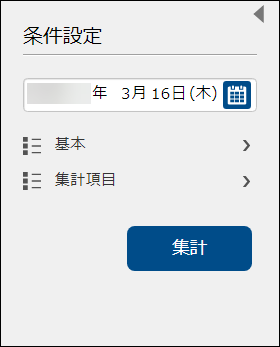 条件設定
年 3月 16日(木)
基本
集計項目
集計